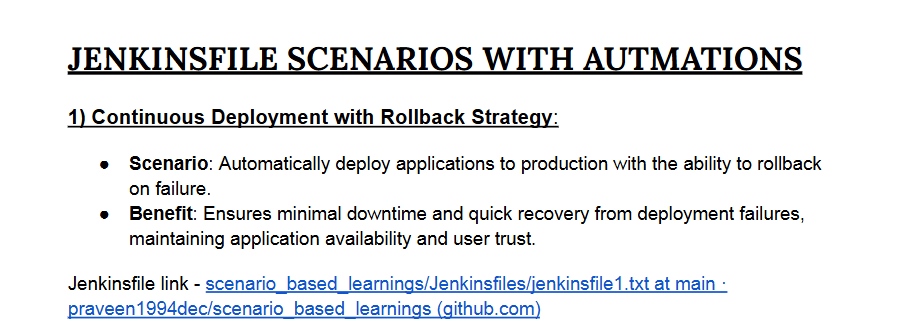 JENKINSFILE SCENARIOS WITH AUTMATIONS
1) Continuous Deployment with Rollback Strategy:
● Scenario: Automatically deploy applications to production with the ability to rollback
on failure.
● Benefit: Ensures minimal downtime and quick recovery from deployment failures,
maintaining application availability and user trust.
Jenkinsfile link - scenario_based_learnings/Jenkinsfiles/jenkinsfile1.txt at main ·
praveen1994dec/scenario_based_learnings (github.com)